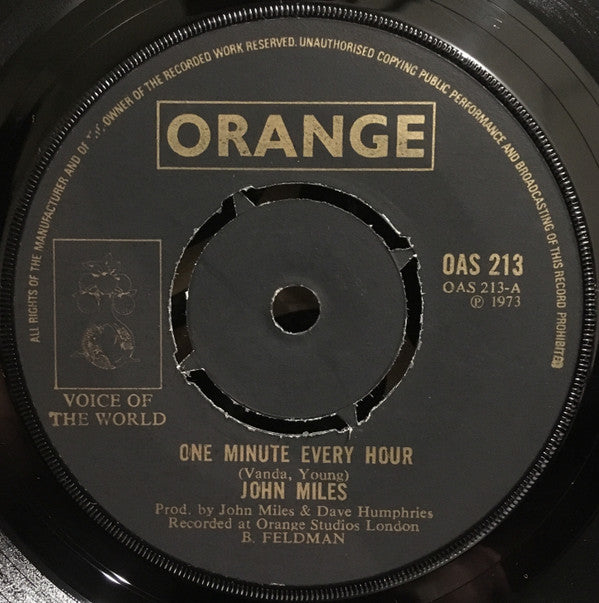 ALL RIGHTS OF THE MANUFACTURER AND OF THE OWNER OF THE RECORDED WORK RESERVED. UNAUTHORISED COPYING PUBLIC PERFORMANCE AND BROADCASTING OF THIS RECORD PROHIBITED
ORANGE
OAS 213
OAS 213-A
℗ 1973
VOICE OF
THE WORLD
ONE MINUTE EVERY HOUR
(Vanda, Young)
JOHN MILES
Prod. by John Miles & Dave Humphries
Recorded at Orange Studios London
B. FELDMAN